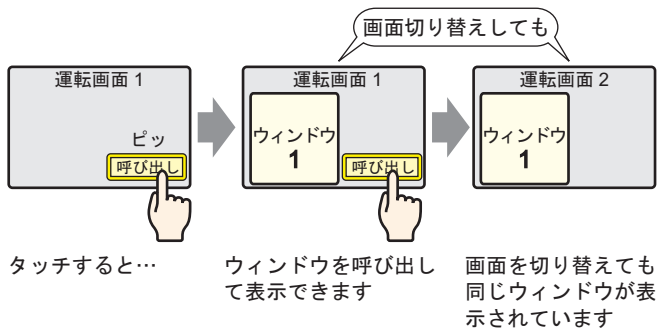 画面切り替えしても
運転画面 1
ピッ
呼び出し
タッチすると…
運転画面 1
ウィンドウ
1
呼び出し
ウィンドウを呼び出し
て表示できます
運転画面 2
ウィンドウ
1
画面を切り替えても
同じウィンドウが表
示されています